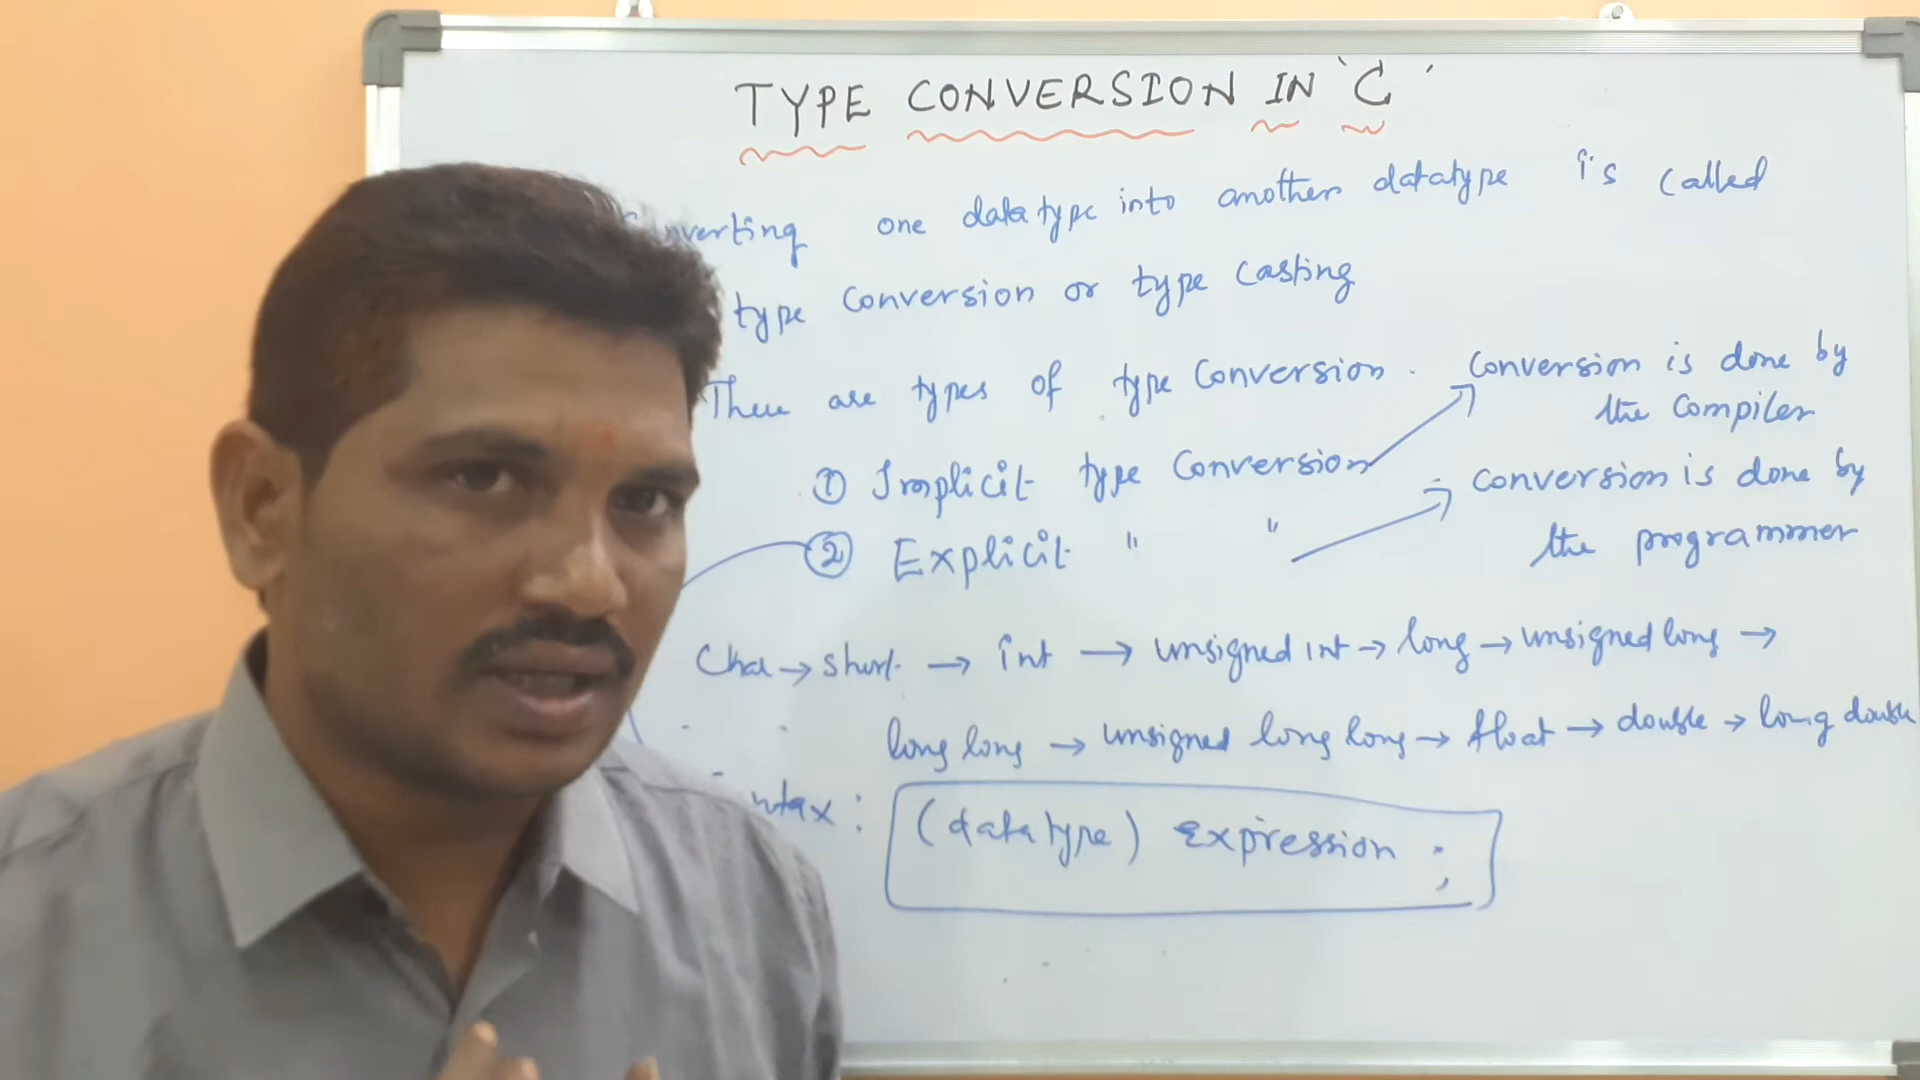 TYPE CONVERSION IN 'C'
nverting one datatype into another datatype is called
type conversion or type casting
There are types of type Conversion. Conversion is done by
the Compiler
① Implicit type Conversion
conversion is done by
② Explicit " "
the programmer
Char → short → int → unsigned int → long → unsigned long →
long long → unsigned long long → float → double → long double
ntax : (datatype) Expression ;